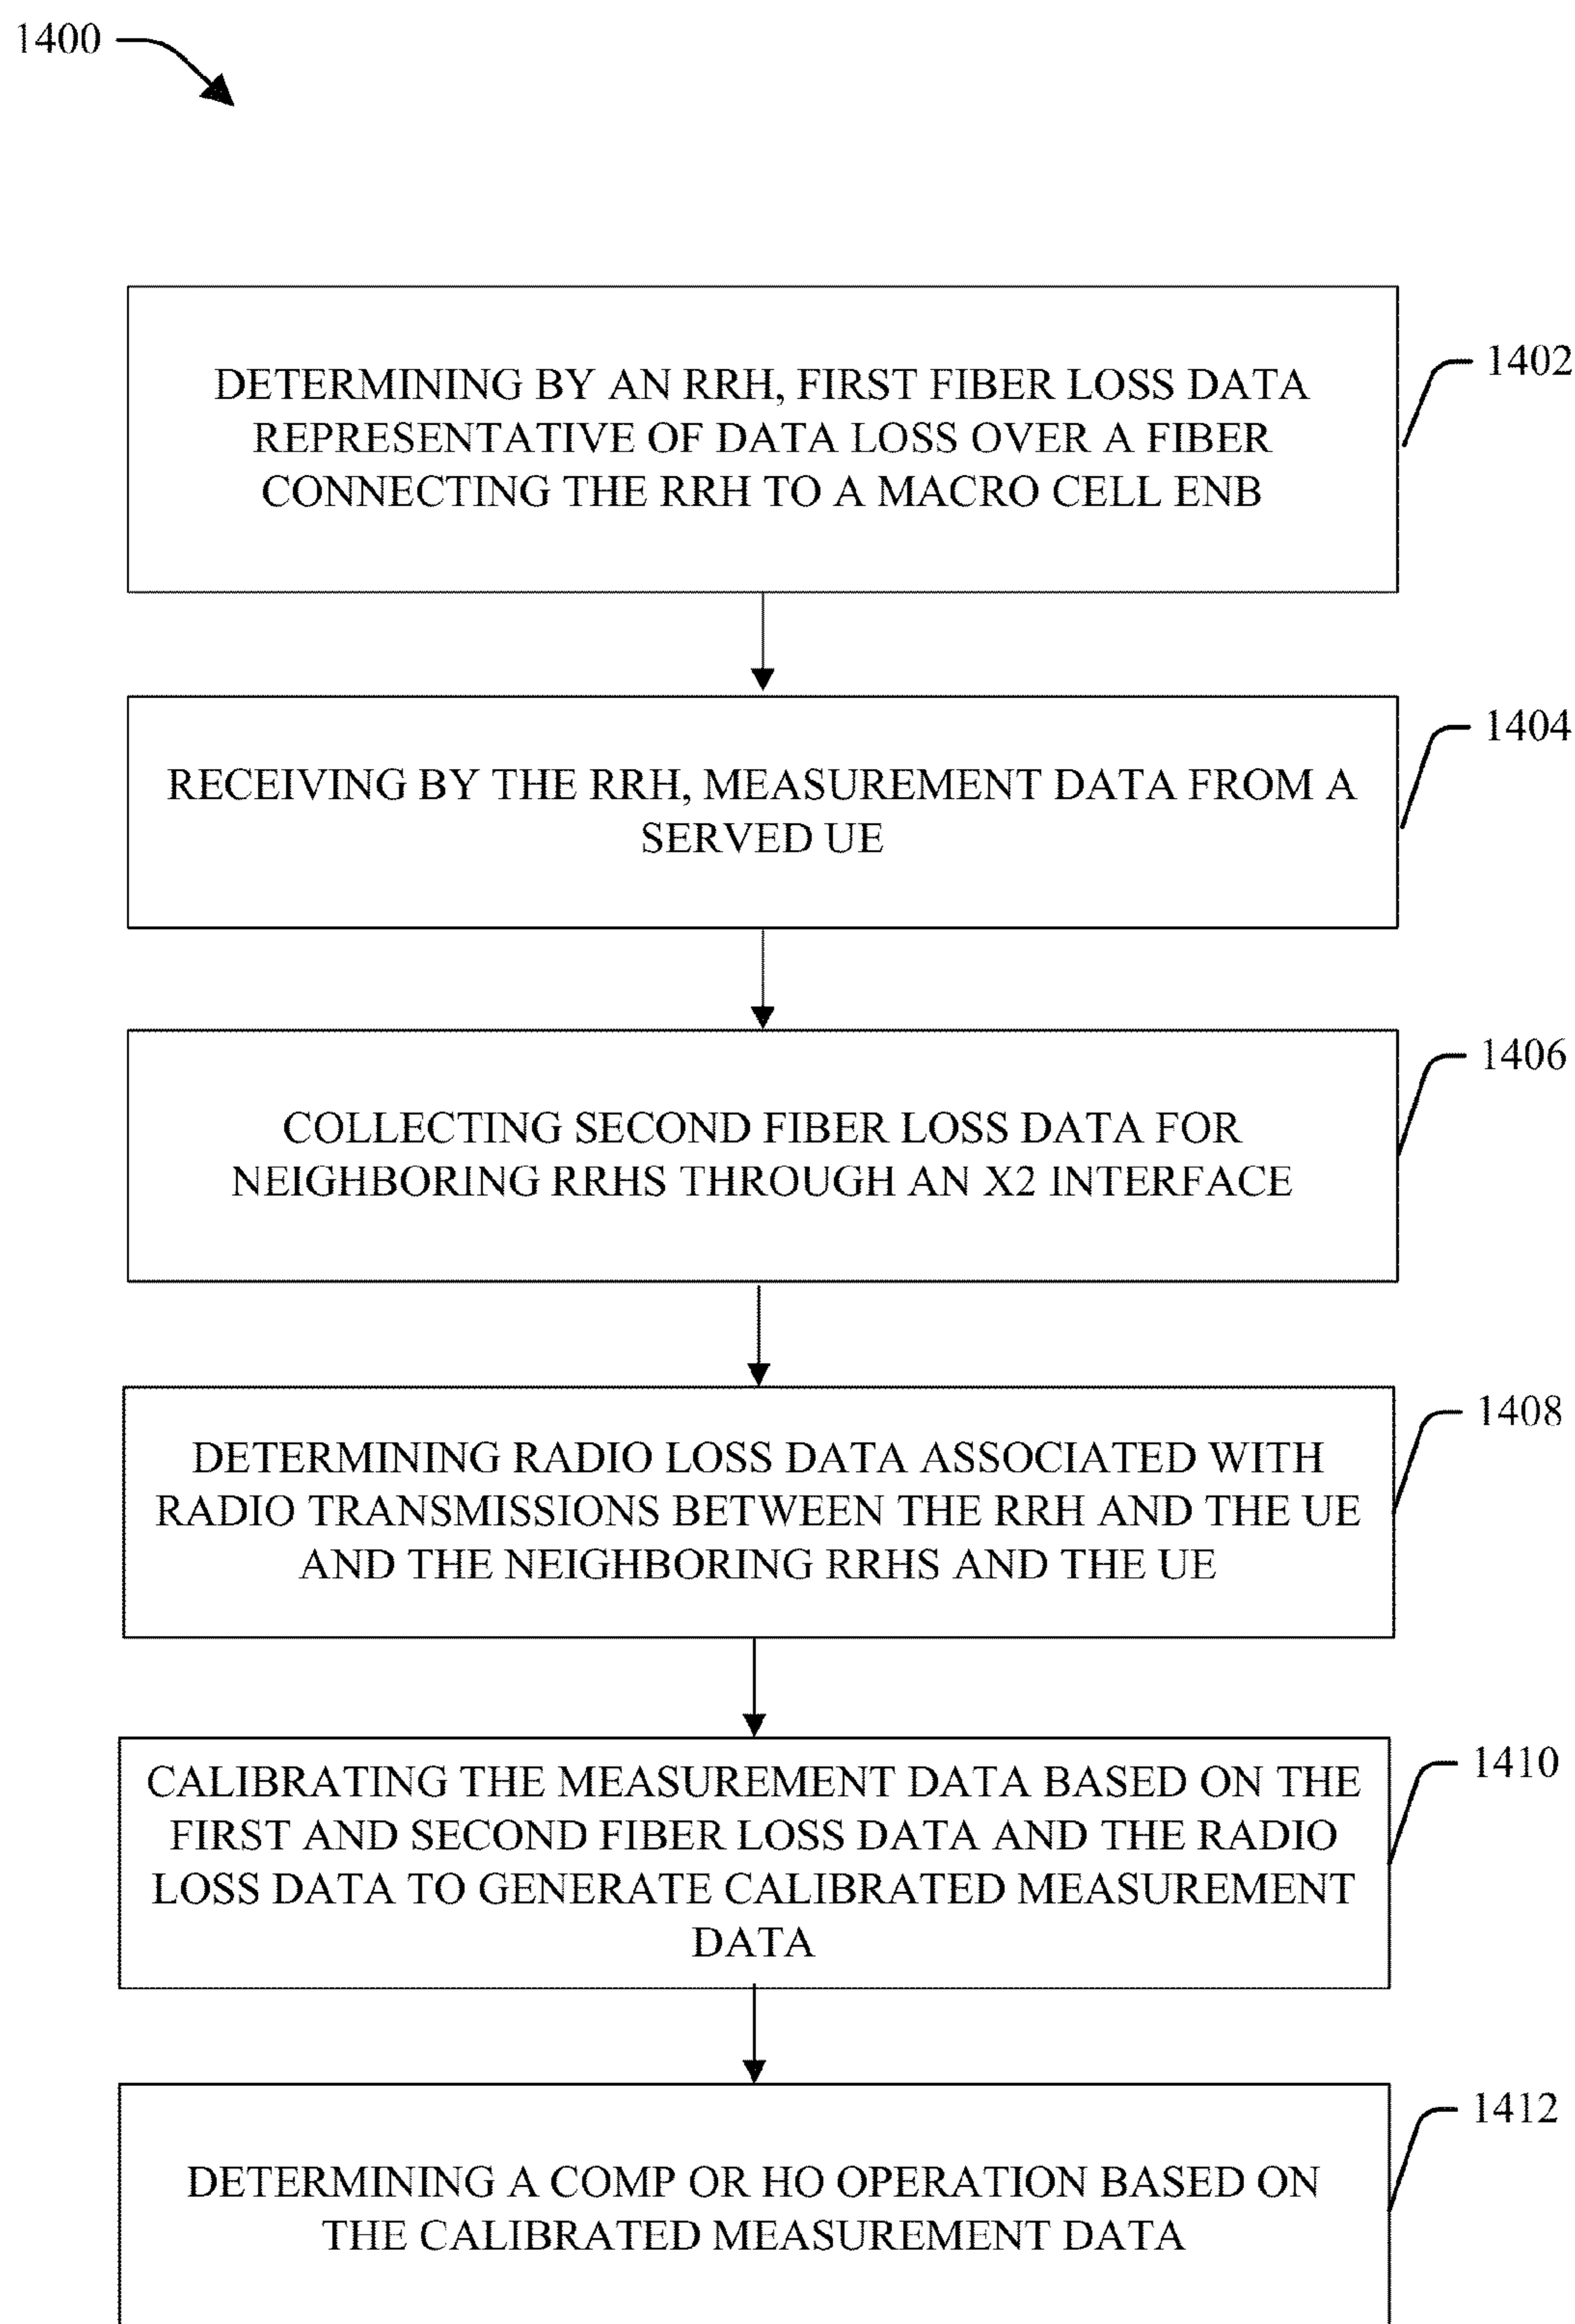 1400
DETERMINING BY AN RRH, FIRST FIBER LOSS DATA
REPRESENTATIVE OF DATA LOSS OVER A FIBER
CONNECTING THE RRH TO A MACRO CELL ENB
1402
RECEIVING BY THE RRH, MEASUREMENT DATA FROM A
SERVED UE
1404
COLLECTING SECOND FIBER LOSS DATA FOR
NEIGHBORING RRHS THROUGH AN X2 INTERFACE
1406
DETERMINING RADIO LOSS DATA ASSOCIATED WITH
RADIO TRANSMISSIONS BETWEEN THE RRH AND THE UE
AND THE NEIGHBORING RRHS AND THE UE
1408
CALIBRATING THE MEASUREMENT DATA BASED ON THE
FIRST AND SECOND FIBER LOSS DATA AND THE RADIO
LOSS DATA TO GENERATE CALIBRATED MEASUREMENT
DATA
1410
DETERMINING A COMP OR HO OPERATION BASED ON
THE CALIBRATED MEASUREMENT DATA
1412